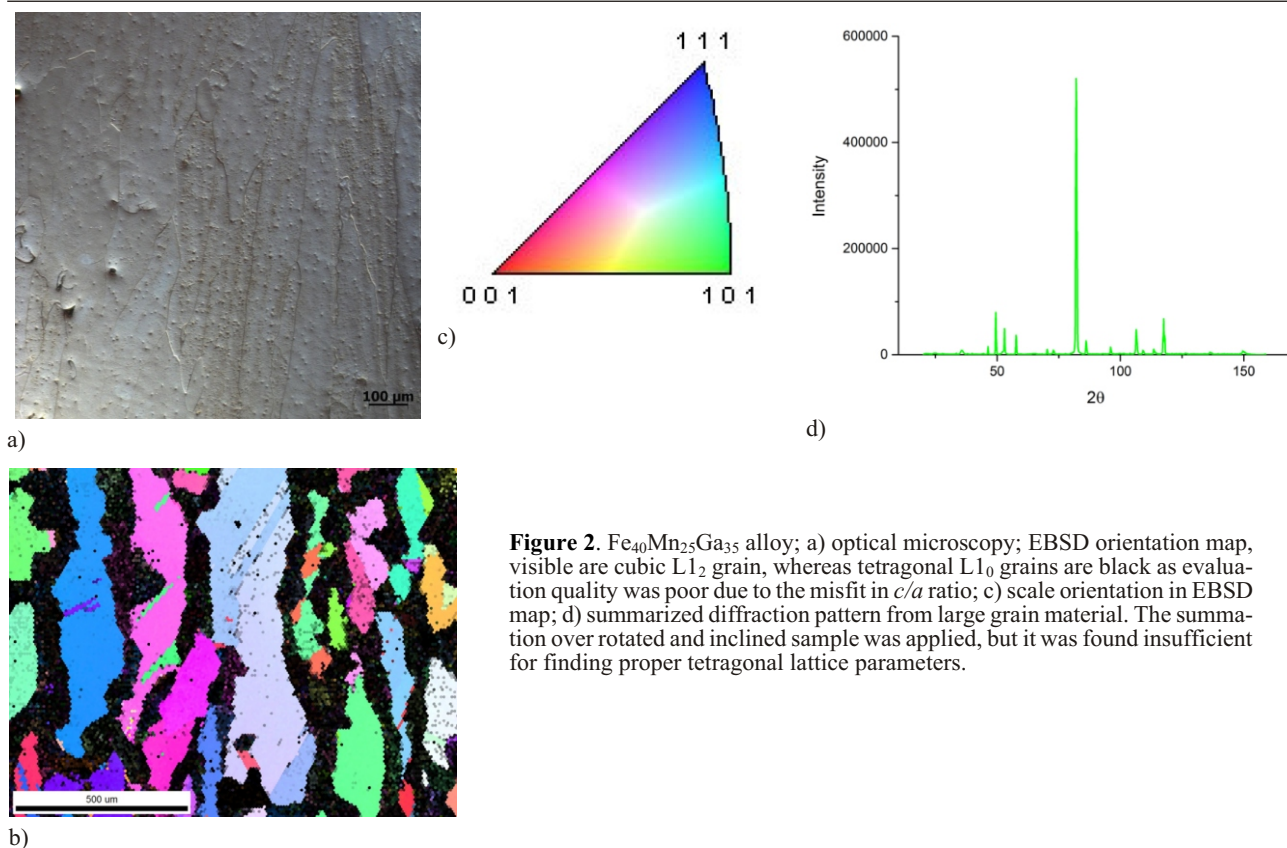 100 µm
a)
1 1 1
0 0 1
1 0 1
c)
600000
400000
200000
0
Intensity
50
100
150
2θ
d)
500 um
b)
Figure 2. Fe₄₀Mn₂₅Ga₃₅ alloy; a) optical microscopy; EBSD orientation map,
visible are cubic L1₂ grain, whereas tetragonal L1₀ grains are black as evalua-
tion quality was poor due to the misfit in c/a ratio; c) scale orientation in EBSD
map; d) summarized diffraction pattern from large grain material. The summa-
tion over rotated and inclined sample was applied, but it was found insufficient
for finding proper tetragonal lattice parameters.